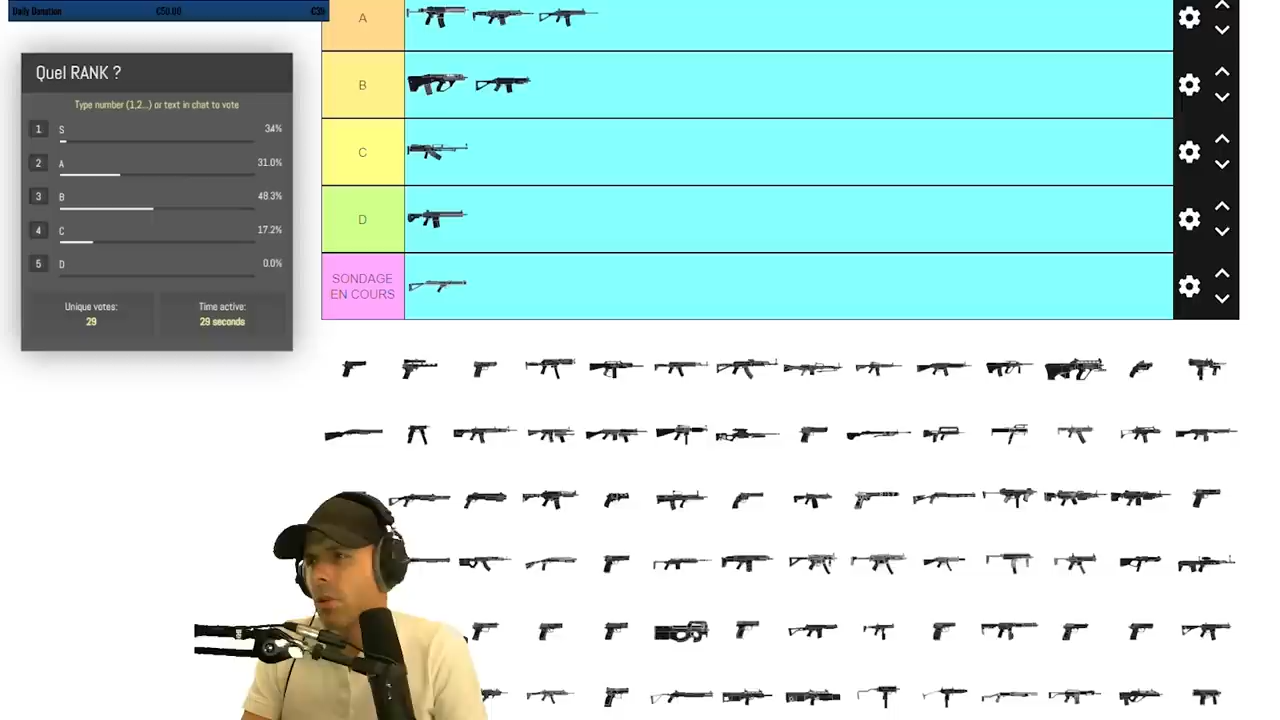 Daily Donation €50.00
Quel RANK ?
Type number (1,2...) or text in chat to vote
1 S 3.4%
2 A 31.0%
3 B 48.3%
4 C 17.2%
5 D 0.0%
Unique votes: Time active:
29 29 seconds
A
B
C
D
SONDAGE
EN COURS